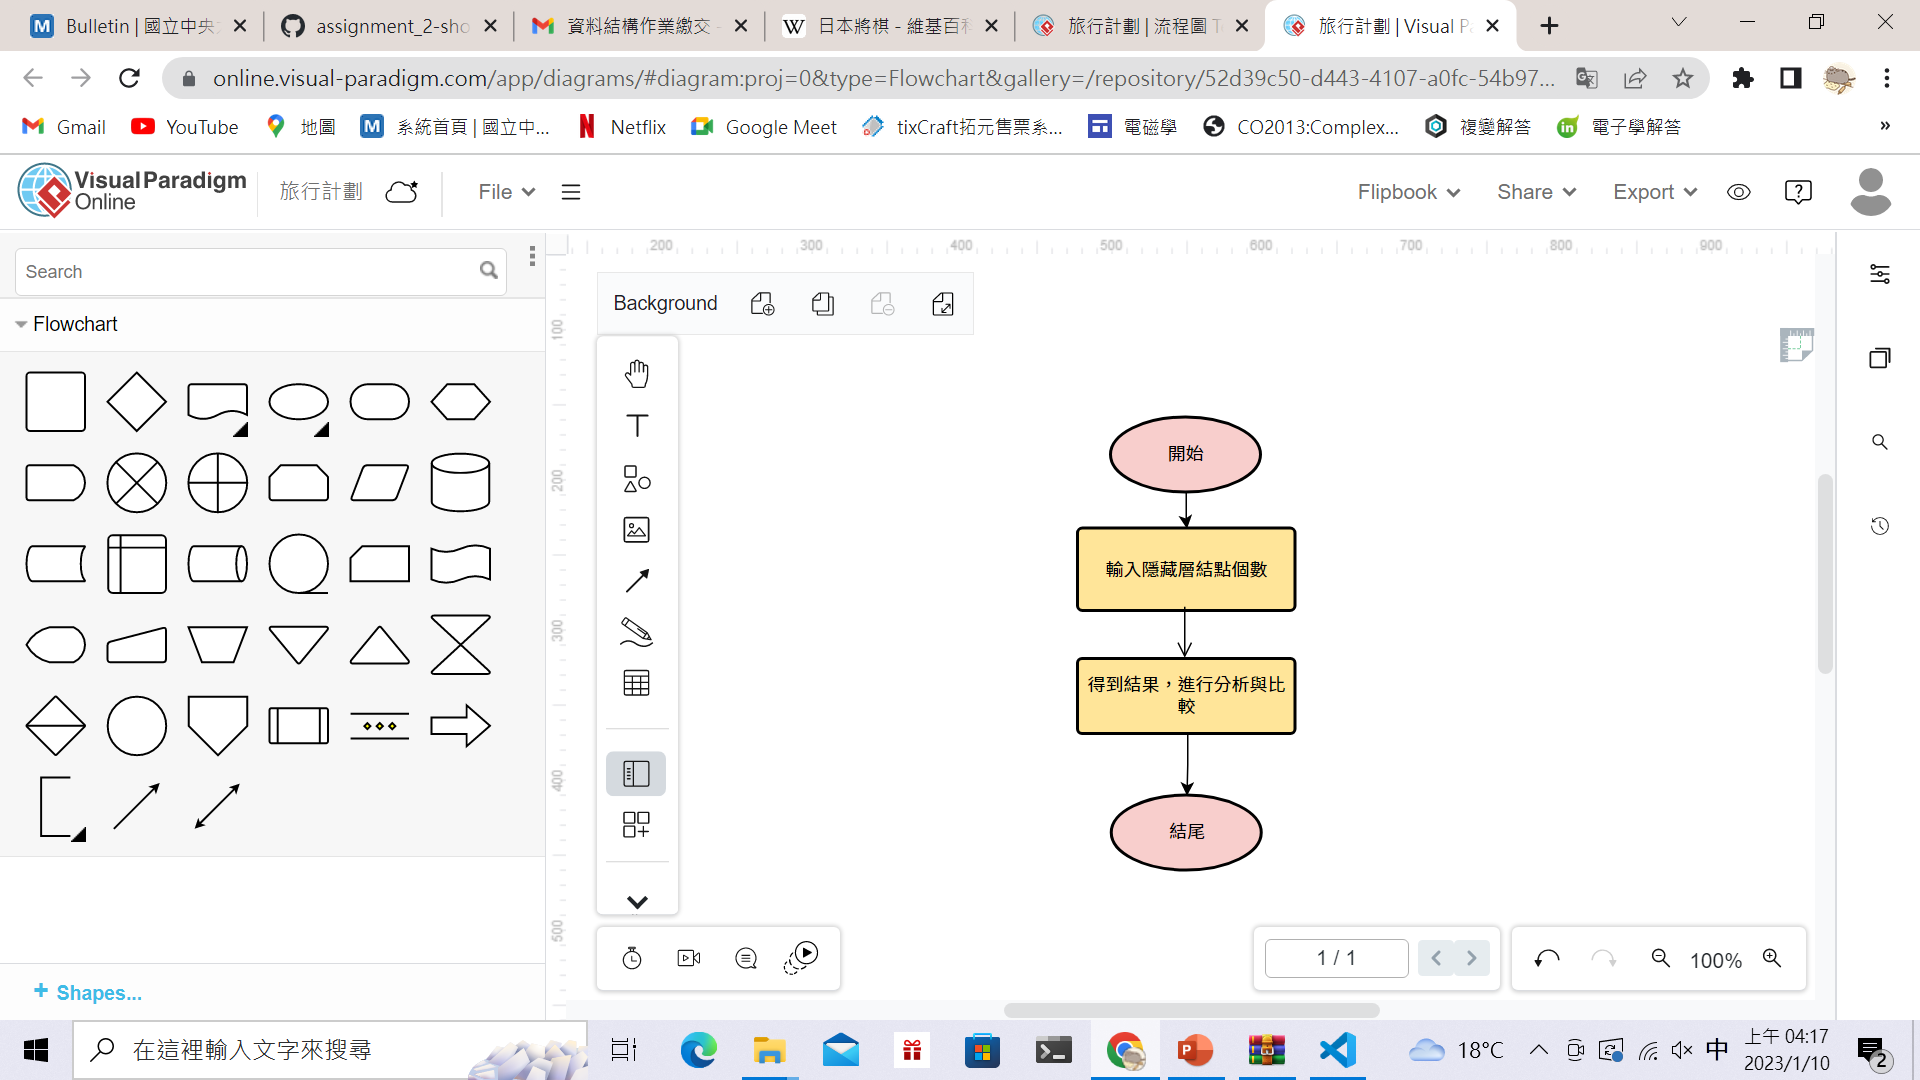 Bulletin | 國立中央
assignment_2-sho
資料結構作業繳交 -
日本將棋 - 維基百科
旅行計劃 | 流程圖 T
旅行計劃 | Visual Pa
online.visual-paradigm.com/app/diagrams/#diagram:proj=0&type=Flowchart&gallery=/repository/52d39c50-d443-4107-a0fc-54b97...
Gmail
YouTube
地圖
系統首頁 | 國立中...
Netflix
Google Meet
tixCraft拓元售票系...
電磁學
CO2013:Complex...
複變解答
電子學解答
»
Visual Paradigm
Online
旅行計劃
File
Flipbook
Share
Export
Search
Flowchart
200 300 400 500 600 700 800 900
100
200
300
400
500
Background
開始
輸入隱藏層結點個數
得到結果，進行分析與比
較
結尾
+ Shapes...
1 / 1
100%
在這裡輸入文字來搜尋
18°C
中
上午 04:17
2023/1/10
2